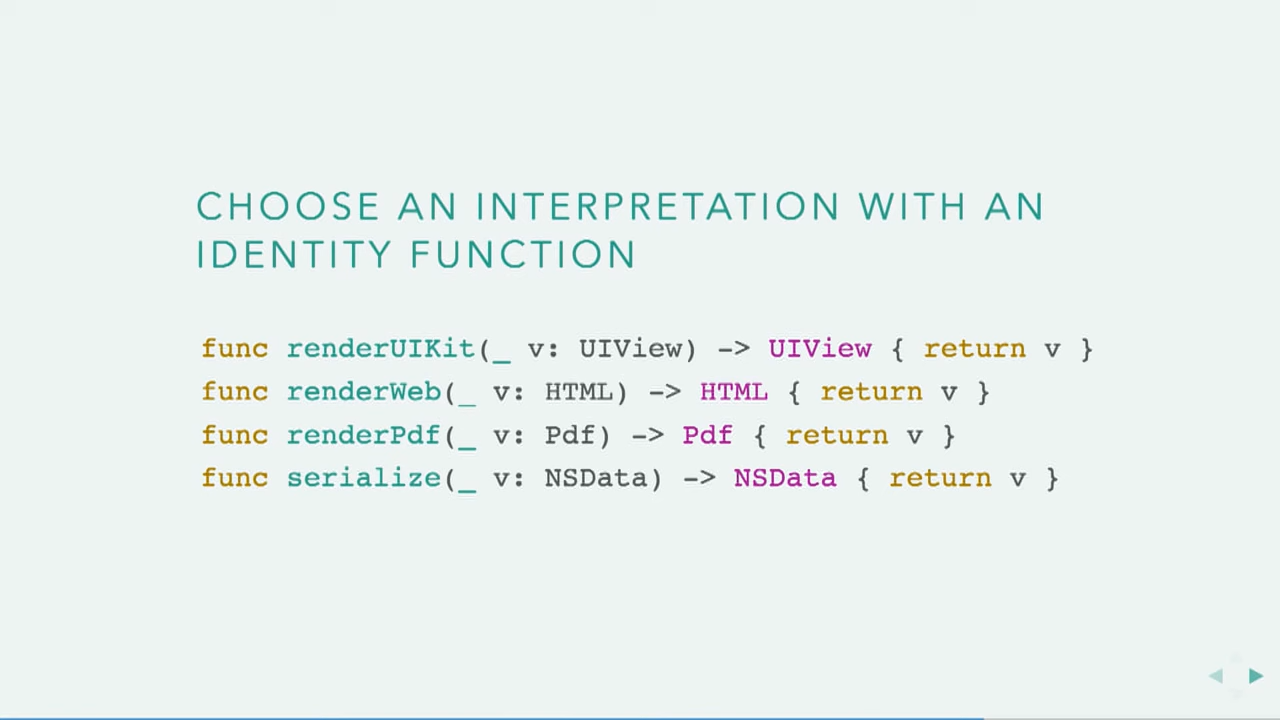 CHOOSE AN INTERPRETATION WITH AN
IDENTITY FUNCTION
func renderUIKit(_ v: UIView) -> UIView { return v }
func renderWeb(_ v: HTML) -> HTML { return v }
func renderPdf(_ v: Pdf) -> Pdf { return v }
func serialize(_ v: NSData) -> NSData { return v }